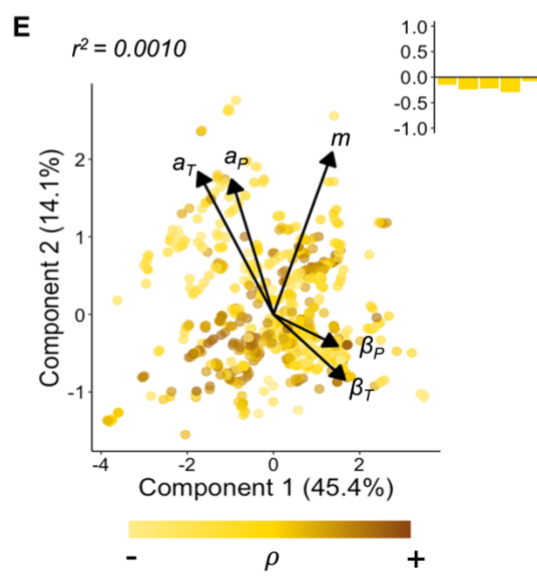 E
r² = 0.0010
1.0
0.5
0.0
-0.5
-1.0
Component 2 (14.1%)
2
1
0
-1
a_T
a_P
m
β_P
β_T
-4
-2
0
2
Component 1 (45.4%)
-
ρ
+